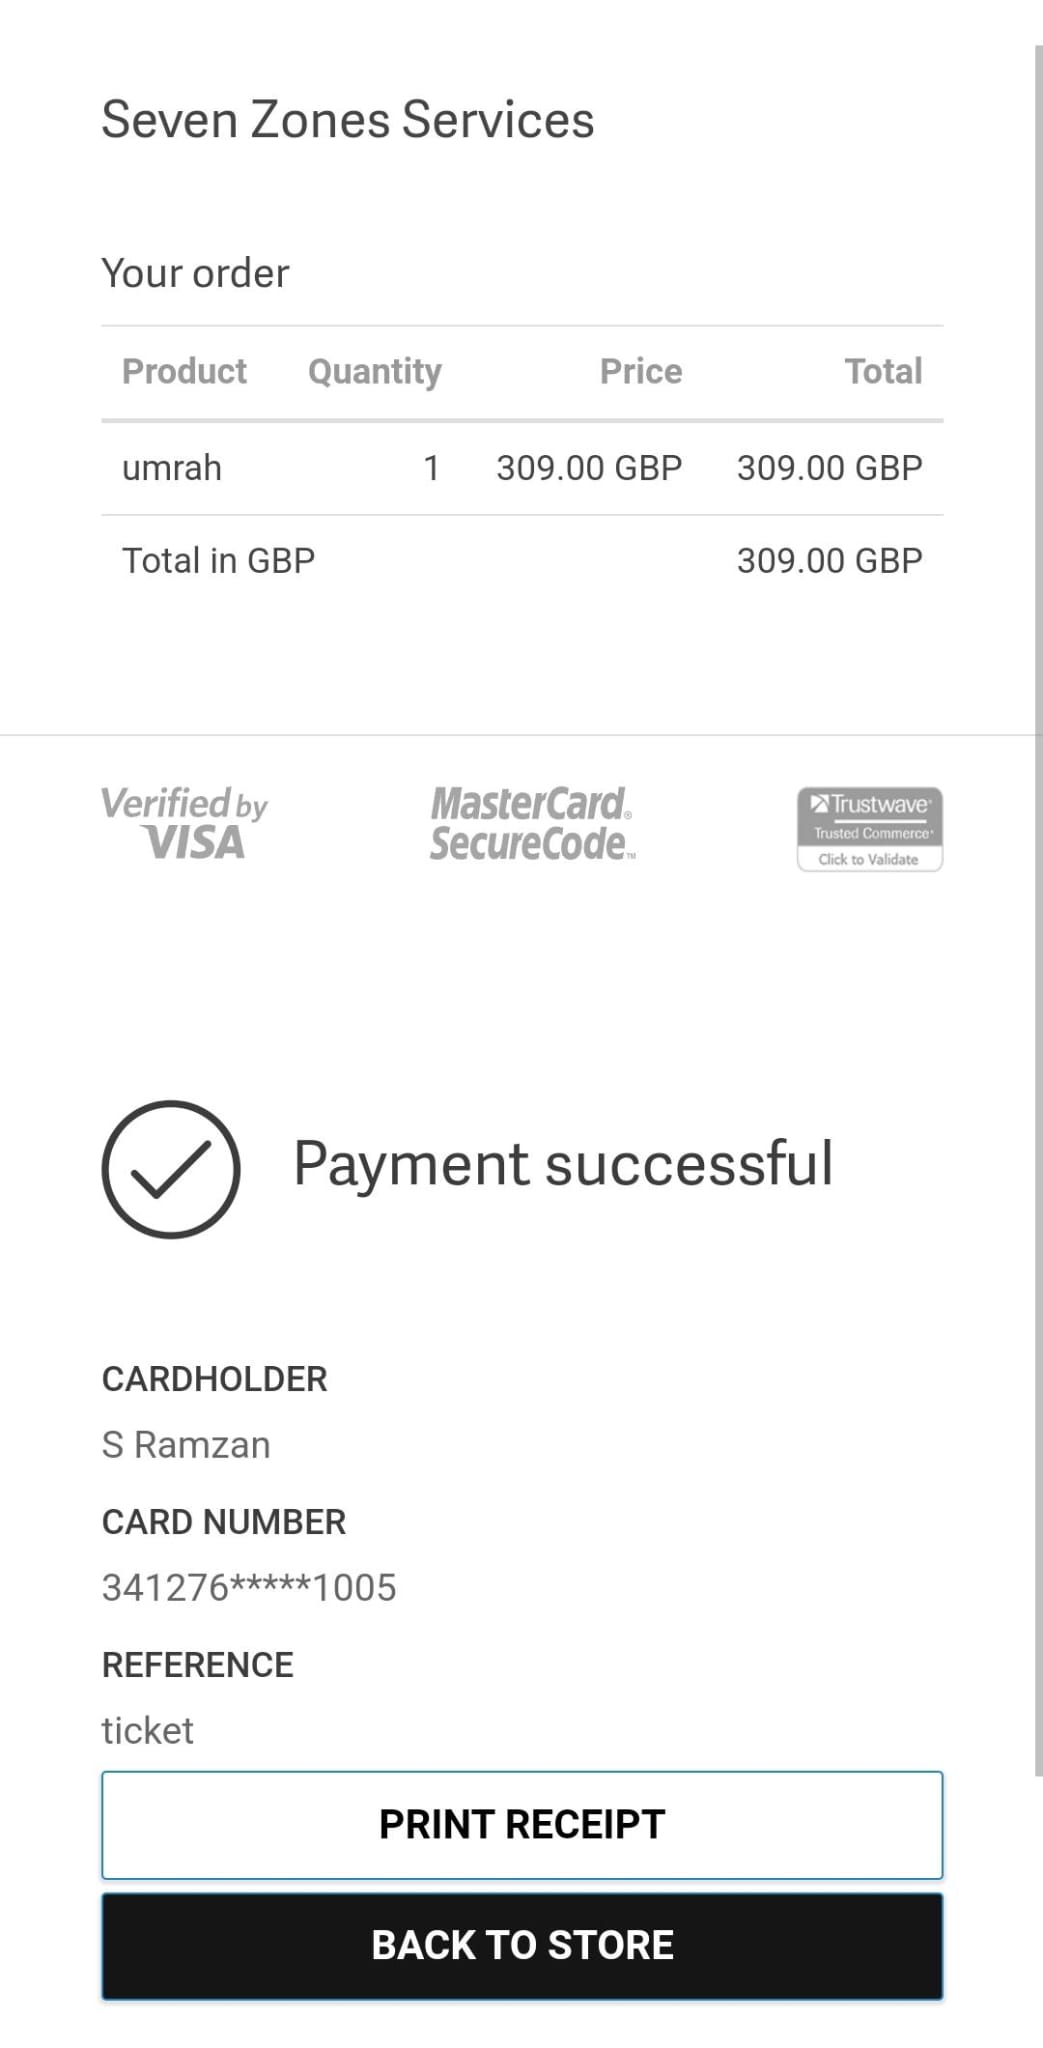 Seven Zones Services
Your order
Product Quantity Price Total
umrah 1 309.00 GBP 309.00 GBP
Total in GBP 309.00 GBP
Verified by
VISA
MasterCard®
SecureCode™
Trustwave®
Trusted Commerce®
Click to Validate
Payment successful
CARDHOLDER
S Ramzan
CARD NUMBER
341276*****1005
REFERENCE
ticket
PRINT RECEIPT
BACK TO STORE